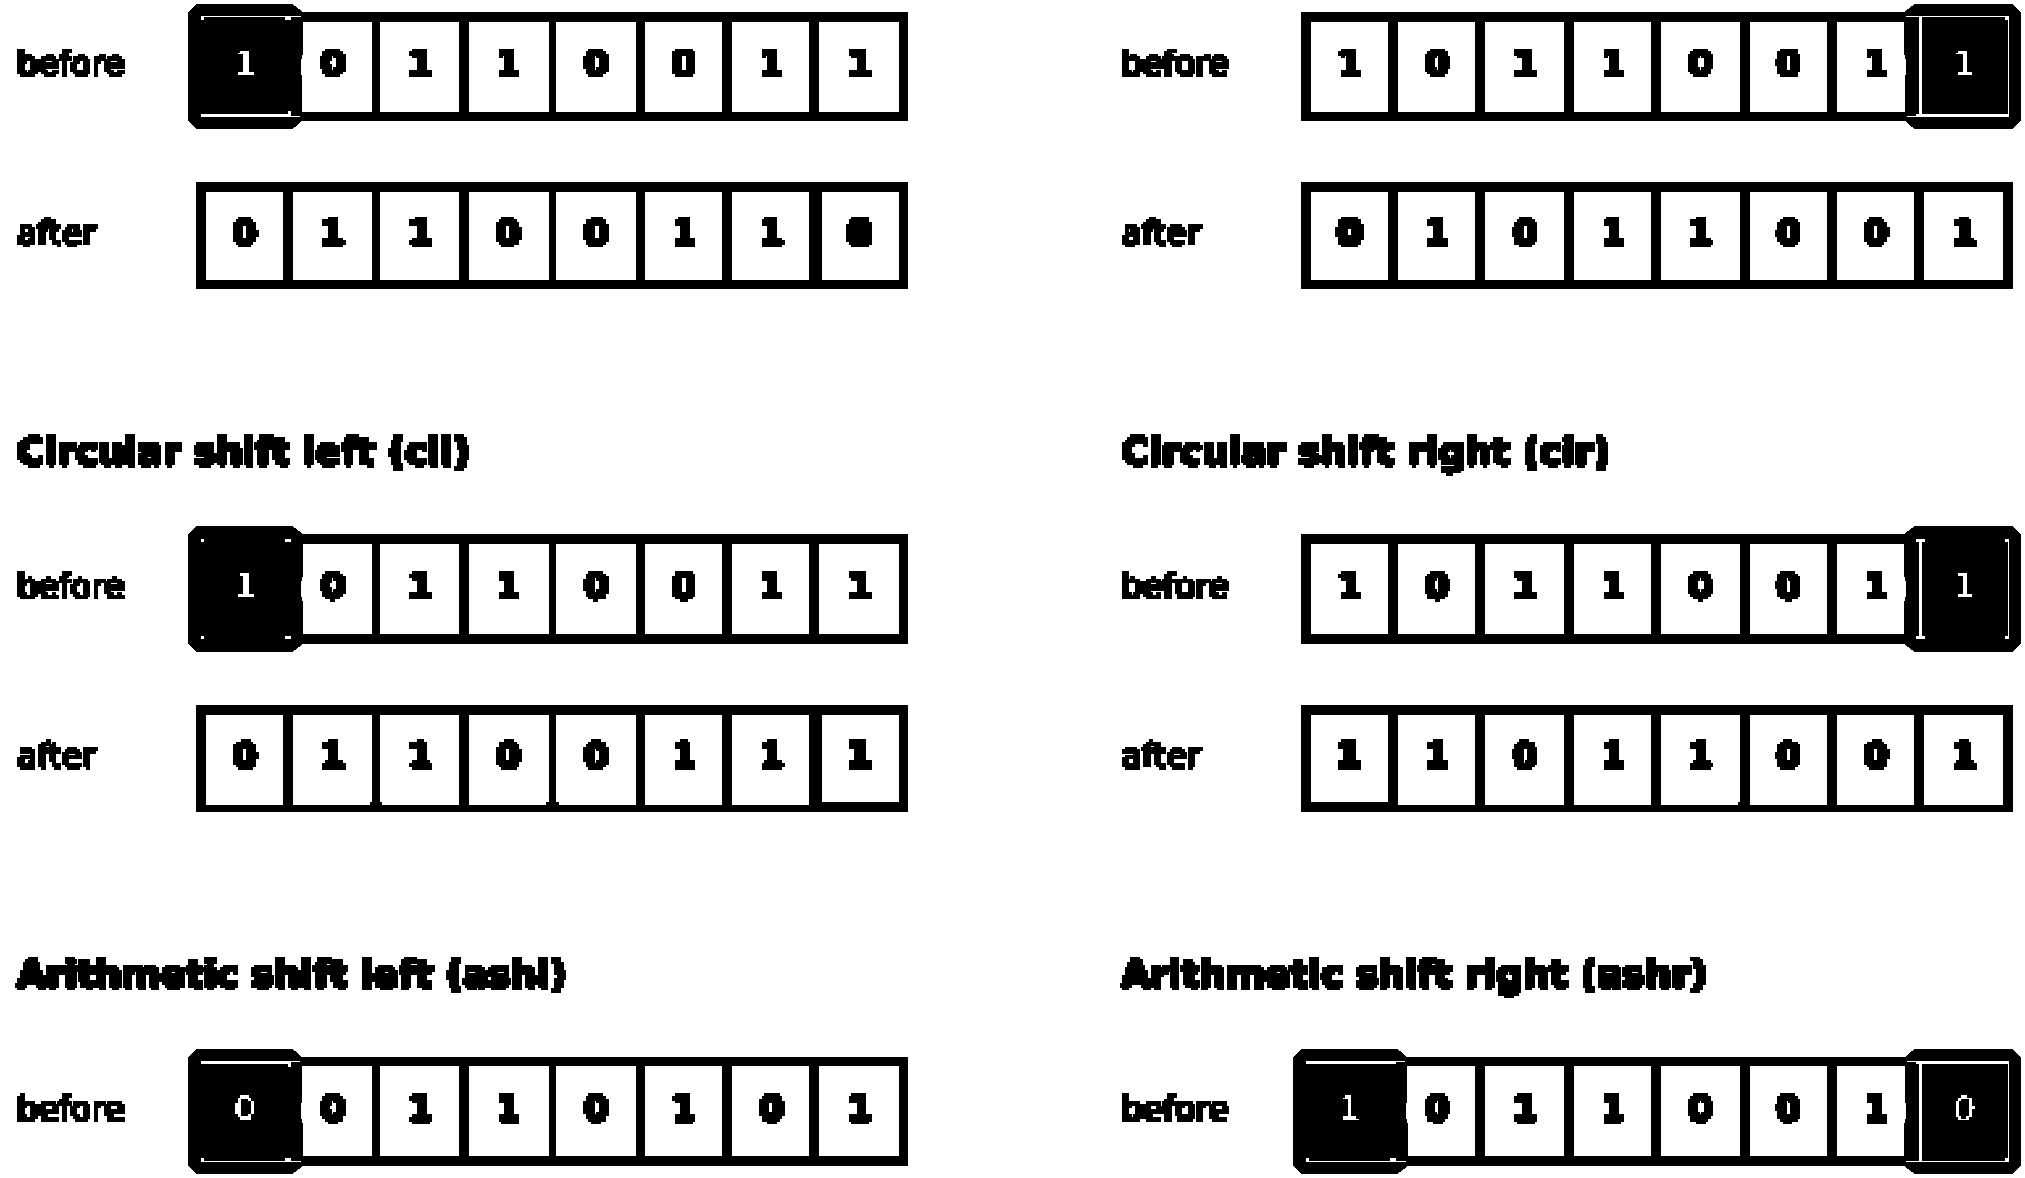 before 1 0 1 1 0 0 1 1
before 1 0 1 1 0 0 1 1
after 0 1 1 0 0 1 1 0
after 0 1 0 1 1 0 0 1
Circular shift left (cil)
Circular shift right (cir)
before 1 0 1 1 0 0 1 1
before 1 0 1 1 0 0 1 1
after 0 1 1 0 0 1 1 1
after 1 1 0 1 1 0 0 1
Arithmetic shift left (ashl)
Arithmetic shift right (ashr)
before 0 0 1 1 0 1 0 1
before 1 0 1 1 0 0 1 0